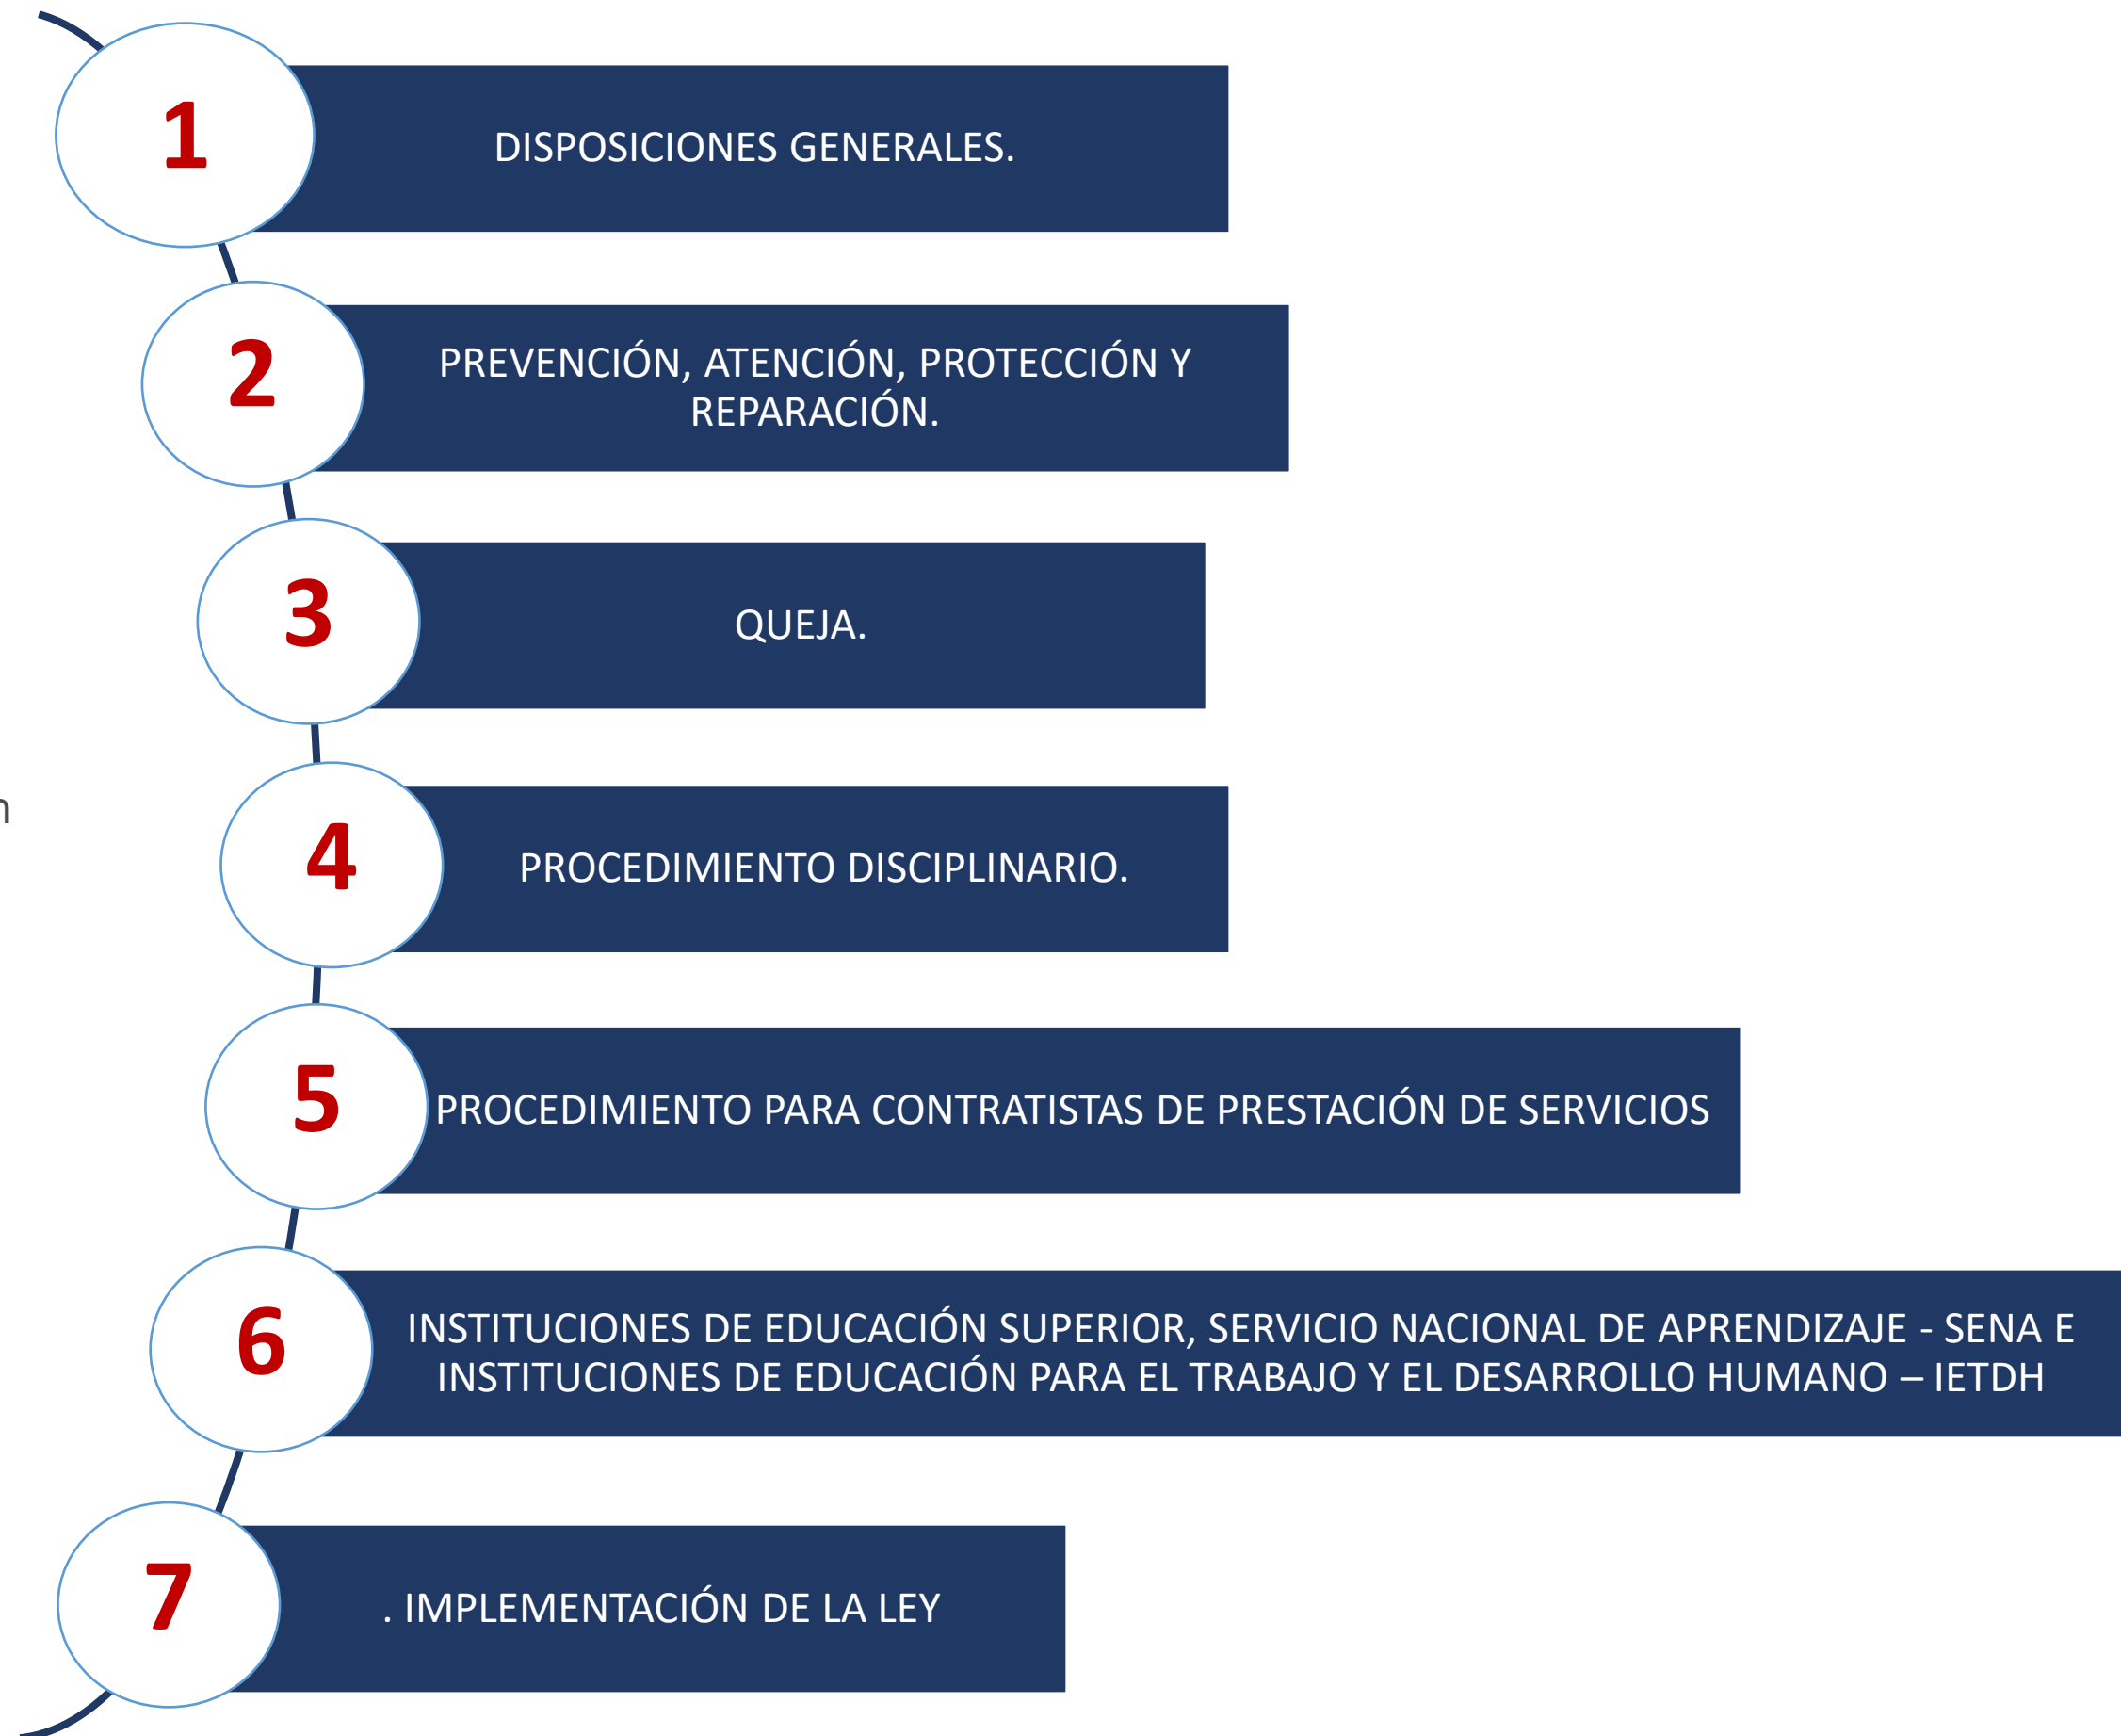 1
DISPOSICIONES GENERALES.
2
PREVENCIÓN, ATENCIÓN, PROTECCIÓN Y
REPARACIÓN.
3
QUEJA.
4
PROCEDIMIENTO DISCIPLINARIO.
5
PROCEDIMIENTO PARA CONTRATISTAS DE PRESTACIÓN DE SERVICIOS
6
INSTITUCIONES DE EDUCACIÓN SUPERIOR, SERVICIO NACIONAL DE APRENDIZAJE - SENA E
INSTITUCIONES DE EDUCACIÓN PARA EL TRABAJO Y EL DESARROLLO HUMANO – IETDH
7
. IMPLEMENTACIÓN DE LA LEY